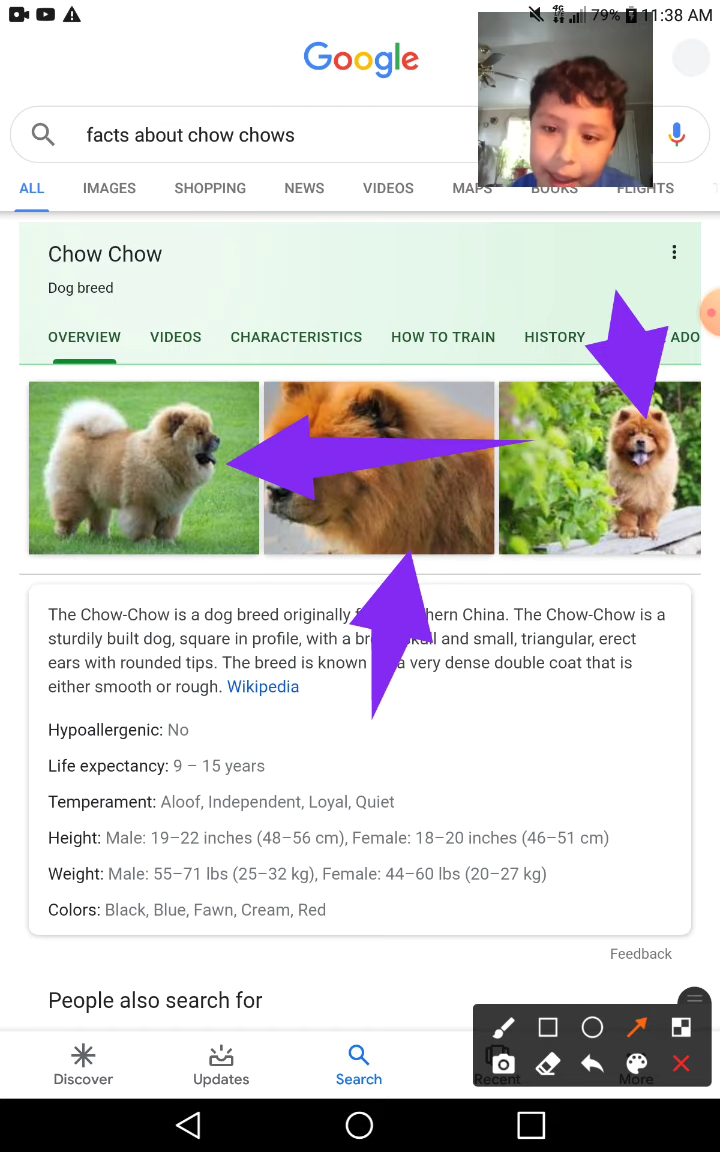 79% 11:38 AM
Google
facts about chow chows
ALL IMAGES SHOPPING NEWS VIDEOS MAPS BOOKS FLIGHTS
Chow Chow
Dog breed
OVERVIEW VIDEOS CHARACTERISTICS HOW TO TRAIN HISTORY ADO
The Chow-Chow is a dog breed originally hern China. The Chow-Chow is a
sturdily built dog, square in profile, with a and small, triangular, erect
ears with rounded tips. The breed is known a very dense double coat that is
either smooth or rough. Wikipedia
Hypoallergenic: No
Life expectancy: 9 – 15 years
Temperament: Aloof, Independent, Loyal, Quiet
Height: Male: 19–22 inches (48–56 cm), Female: 18–20 inches (46–51 cm)
Weight: Male: 55–71 lbs (25–32 kg), Female: 44–60 lbs (20–27 kg)
Colors: Black, Blue, Fawn, Cream, Red
Feedback
People also search for
Discover Updates Search Recent More